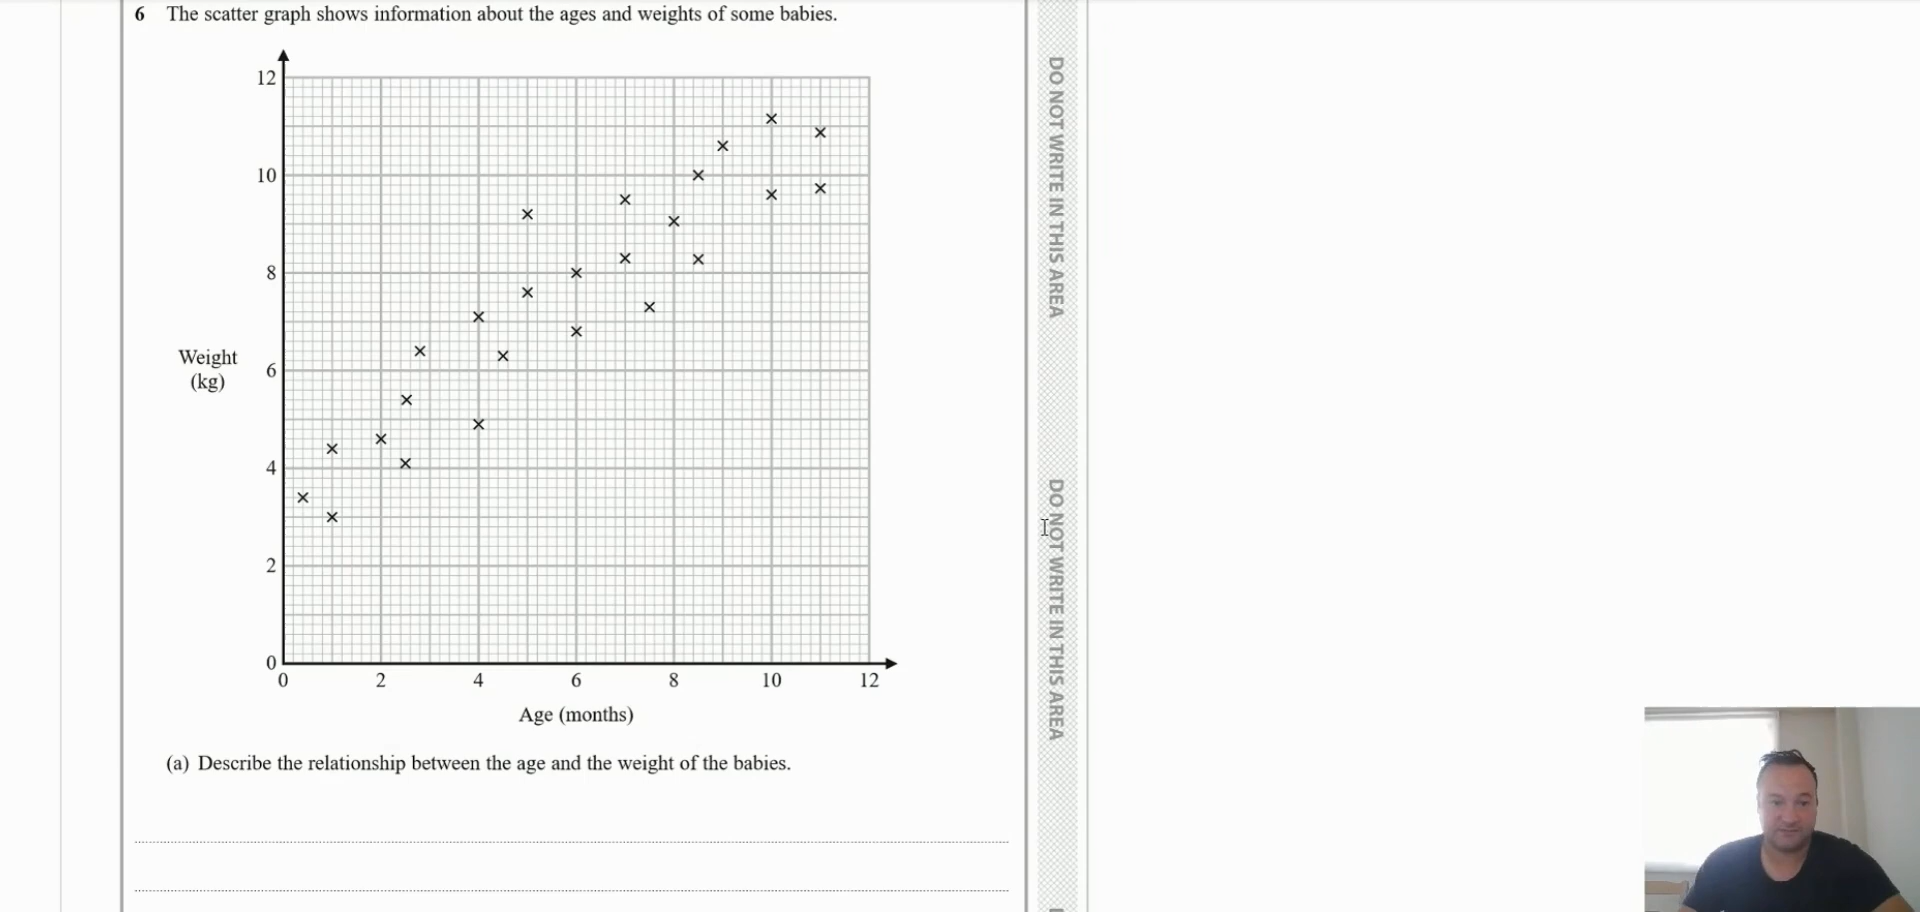 6 The scatter graph shows information about the ages and weights of some babies.
12
10
8
Weight
(kg)
6
4
2
0
0 2 4 6 8 10 12
Age (months)
(a) Describe the relationship between the age and the weight of the babies.
DO NOT WRITE IN THIS AREA
DO NOT WRITE IN THIS AREA